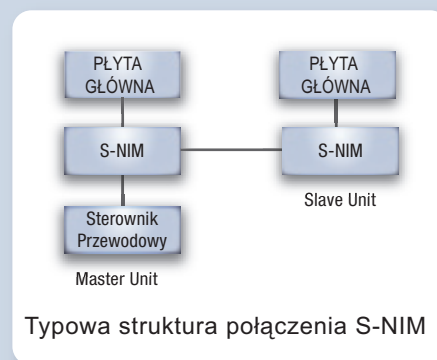 PŁYTA
GŁÓWNA
PŁYTA
GŁÓWNA
S-NIM
S-NIM
Slave Unit
Sterownik
Przewodowy
Master Unit
Typowa struktura połączenia S-NIM